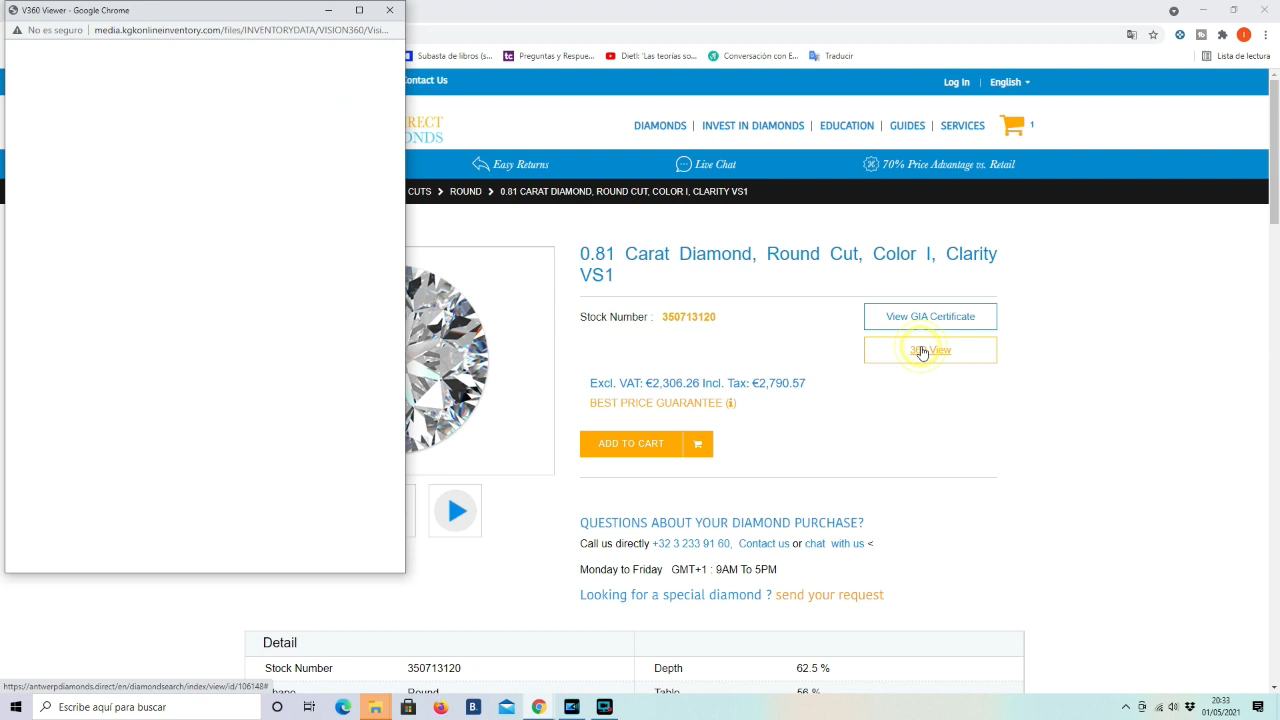 V360 Viewer - Google Chrome
No es seguro | media.kgkonlineinventory.com/files/INVENTORYDATA/VISION360/Visi...
Subasta de libros (s...
Preguntas y Respue...
Dietl: 'Las teorías so...
Conversación con E...
Traducir
Lista de lectura
ontact Us
Log In | English
RECT
ONDS
DIAMONDS | INVEST IN DIAMONDS | EDUCATION | GUIDES | SERVICES
1
Easy Returns
Live Chat
70% Price Advantage vs. Retail
CUTS > ROUND > 0.81 CARAT DIAMOND, ROUND CUT, COLOR I, CLARITY VS1
0.81 Carat Diamond, Round Cut, Color I, Clarity
VS1
Stock Number : 350713120
View GIA Certificate
View
Excl. VAT: €2,306.26 Incl. Tax: €2,790.57
BEST PRICE GUARANTEE (i)
ADD TO CART
QUESTIONS ABOUT YOUR DIAMOND PURCHASE?
Call us directly +32 3 233 91 60, Contact us or chat with us <
Monday to Friday GMT+1 : 9AM To 5PM
Looking for a special diamond ? send your request
Detail
Stock Number 350713120 Depth 62.5 %
Round 56 %
https://antwerpdiamonds.direct/en/diamondsearch/index/view/id/106148#
Escribe aquí para buscar
20:33
01/05/2021